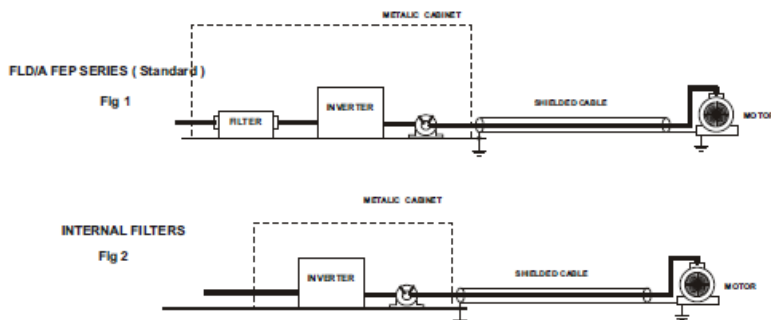 METALIC CABINET
FLD/A FEP SERIES ( Standard )
Fig 1
INVERTER
FILTER
SHIELDED CABLE
MOTOR
METALIC CABINET
INTERNAL FILTERS
Fig 2
INVERTER
SHIELDED CABLE
MOTOR